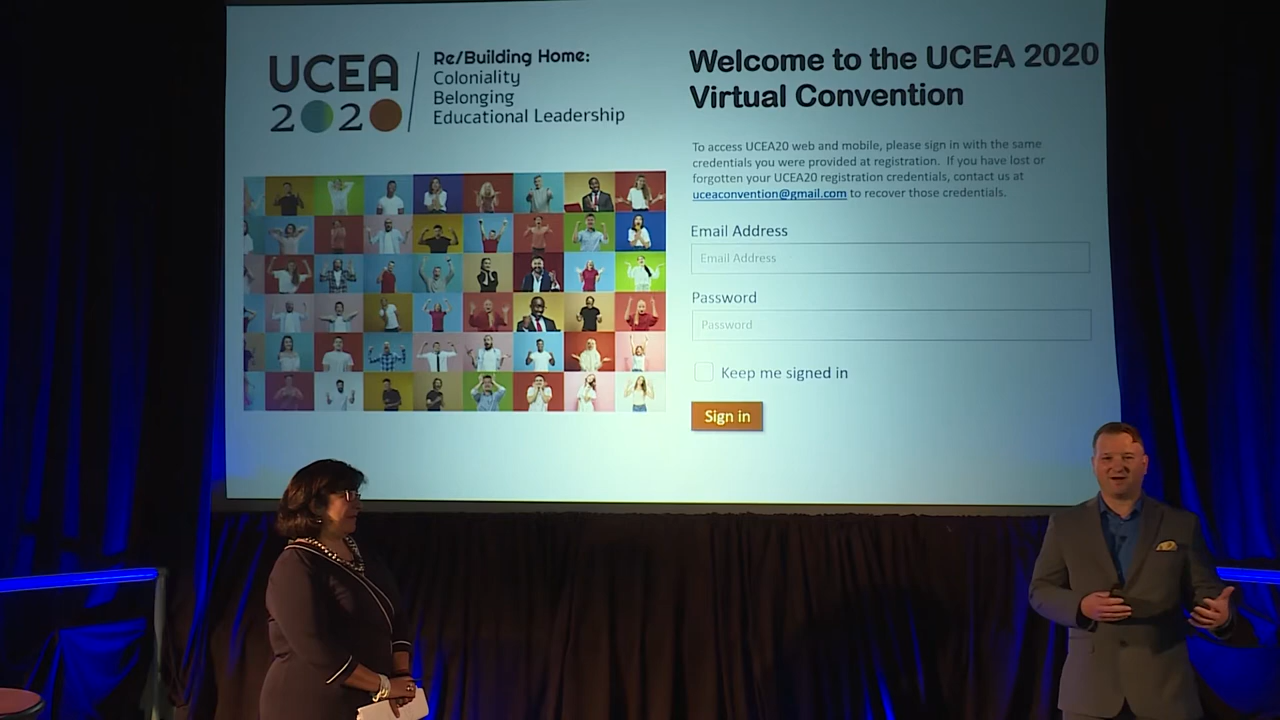 UCEA
2020
Re/Building Home:
Coloniality
Belonging
Educational Leadership
Welcome to the UCEA 2020
Virtual Convention
To access UCEA20 web and mobile, please sign in with the same
credentials you were provided at registration. If you have lost or
forgotten your UCEA20 registration credentials, contact us at
uceaconvention@gmail.com to recover those credentials.
Email Address
Email Address
Password
Password
Keep me signed in
Sign in